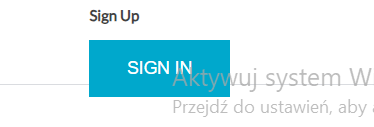 Sign Up
SIGN IN
Aktywuj system W
Przejdź do ustawień, aby